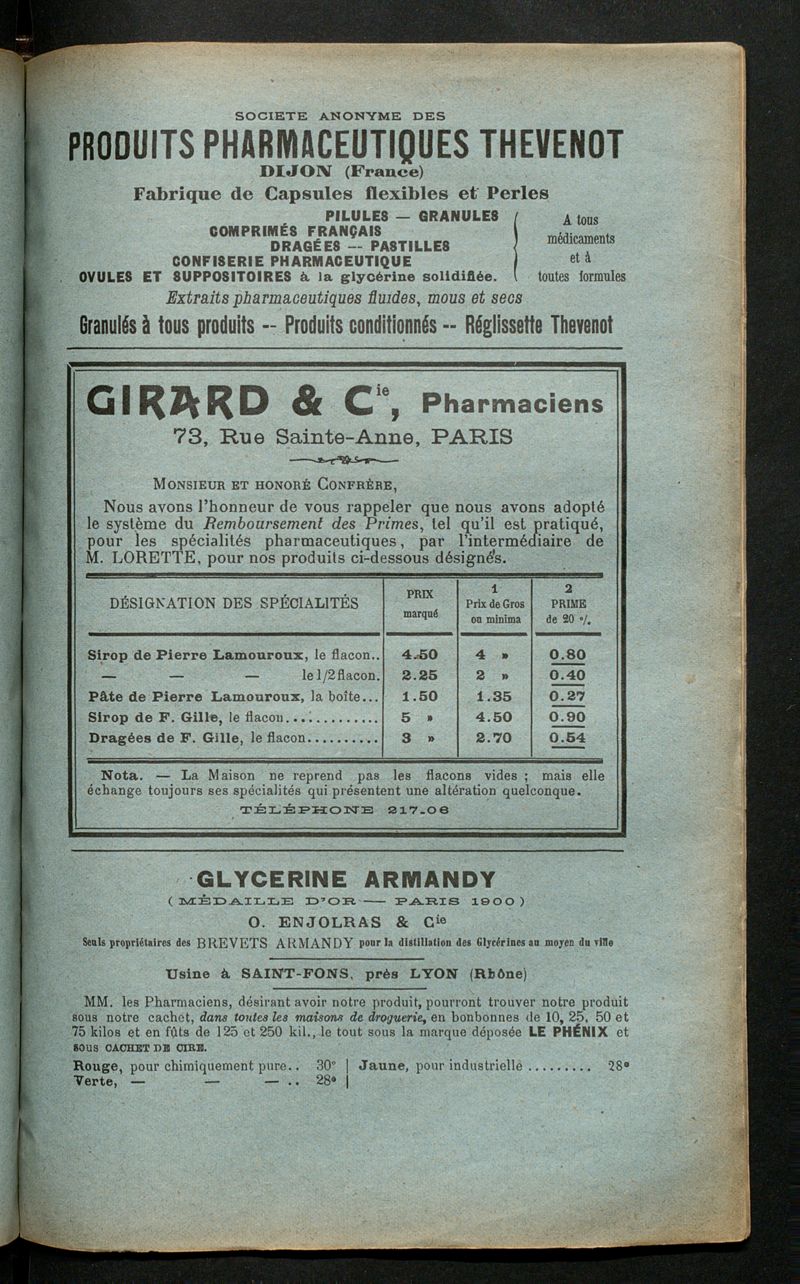 SOCIETE ANONYME DES
PRODUITS PHARMACEUTIQUES THEVENOT
DIJON (France)
Fabrique de Capsules flexibles et Perles
PILULES — GRANULES
COMPRIMÉS FRANÇAIS
DRAGÉES — PASTILLES
CONFISERIE PHARMACEUTIQUE
OVULES ET SUPPOSITOIRES à la glycérine solidifiée.
A tous
médicaments
et à
toutes formules
Extraits pharmaceutiques fluides, mous et secs
Granulés à tous produits -- Produits conditionnés -- Réglissette Thevenot
GIRARD & Cie, Pharmaciens
73, Rue Sainte-Anne, PARIS
MONSIEUR ET HONORÉ CONFRÈRE,
Nous avons l'honneur de vous rappeler que nous avons adopté
le système du Remboursement des Primes, tel qu'il est pratiqué,
pour les spécialités pharmaceutiques, par l'intermédiaire de
M. LORETTE, pour nos produits ci-dessous désignés.
DÉSIGNATION DES SPÉCIALITÉS | PRIX marqué | 1 Prix de Gros ou minima | 2 PRIME de 20 %
Sirop de Pierre Lamouroux, le flacon.. 4.50 4 » 0.80
— — — le 1/2 flacon. 2.25 2 » 0.40
Pâte de Pierre Lamouroux, la boîte... 1.50 1.35 0.27
Sirop de F. Gille, le flacon.............. 5 » 4.50 0.90
Dragées de F. Gille, le flacon.......... 3 » 2.70 0.54
Nota. — La Maison ne reprend pas les flacons vides ; mais elle
échange toujours ses spécialités qui présentent une altération quelconque.
TÉLÉPHONE 217.06
GLYCERINE ARMANDY
(MÉDAILLE D'OR — PARIS 1900)
O. ENJOLRAS & Cie
Seuls propriétaires des BREVETS ARMANDY pour la distillation des Glycérines au moyen du vide
Usine à SAINT-FONS, près LYON (Rhône)
MM. les Pharmaciens, désirant avoir notre produit, pourront trouver notre produit
sous notre cachet, dans toutes les maisons de droguerie, en bonbonnes de 10, 25, 50 et
75 kilos et en fûts de 125 et 250 kil., le tout sous la marque déposée LE PHÉNIX et
sous CACHET DE CIRE.
Rouge, pour chimiquement pure.. 30° | Jaune, pour industrielle ......... 28°
Verte, — — — .. 28° |